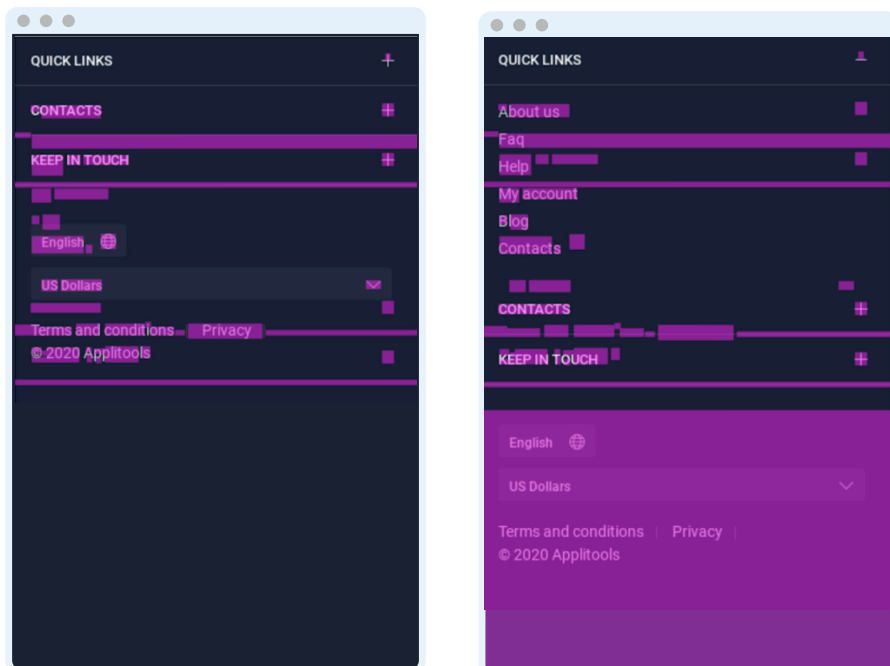 QUICK LINKS
CONTACTS
KEEP IN TOUCH
English
US Dollars
Terms and conditions Privacy
© 2020 Applitools
QUICK LINKS
About us
Faq
Help
My account
Blog
Contacts
CONTACTS
KEEP IN TOUCH
English
US Dollars
Terms and conditions | Privacy |
© 2020 Applitools